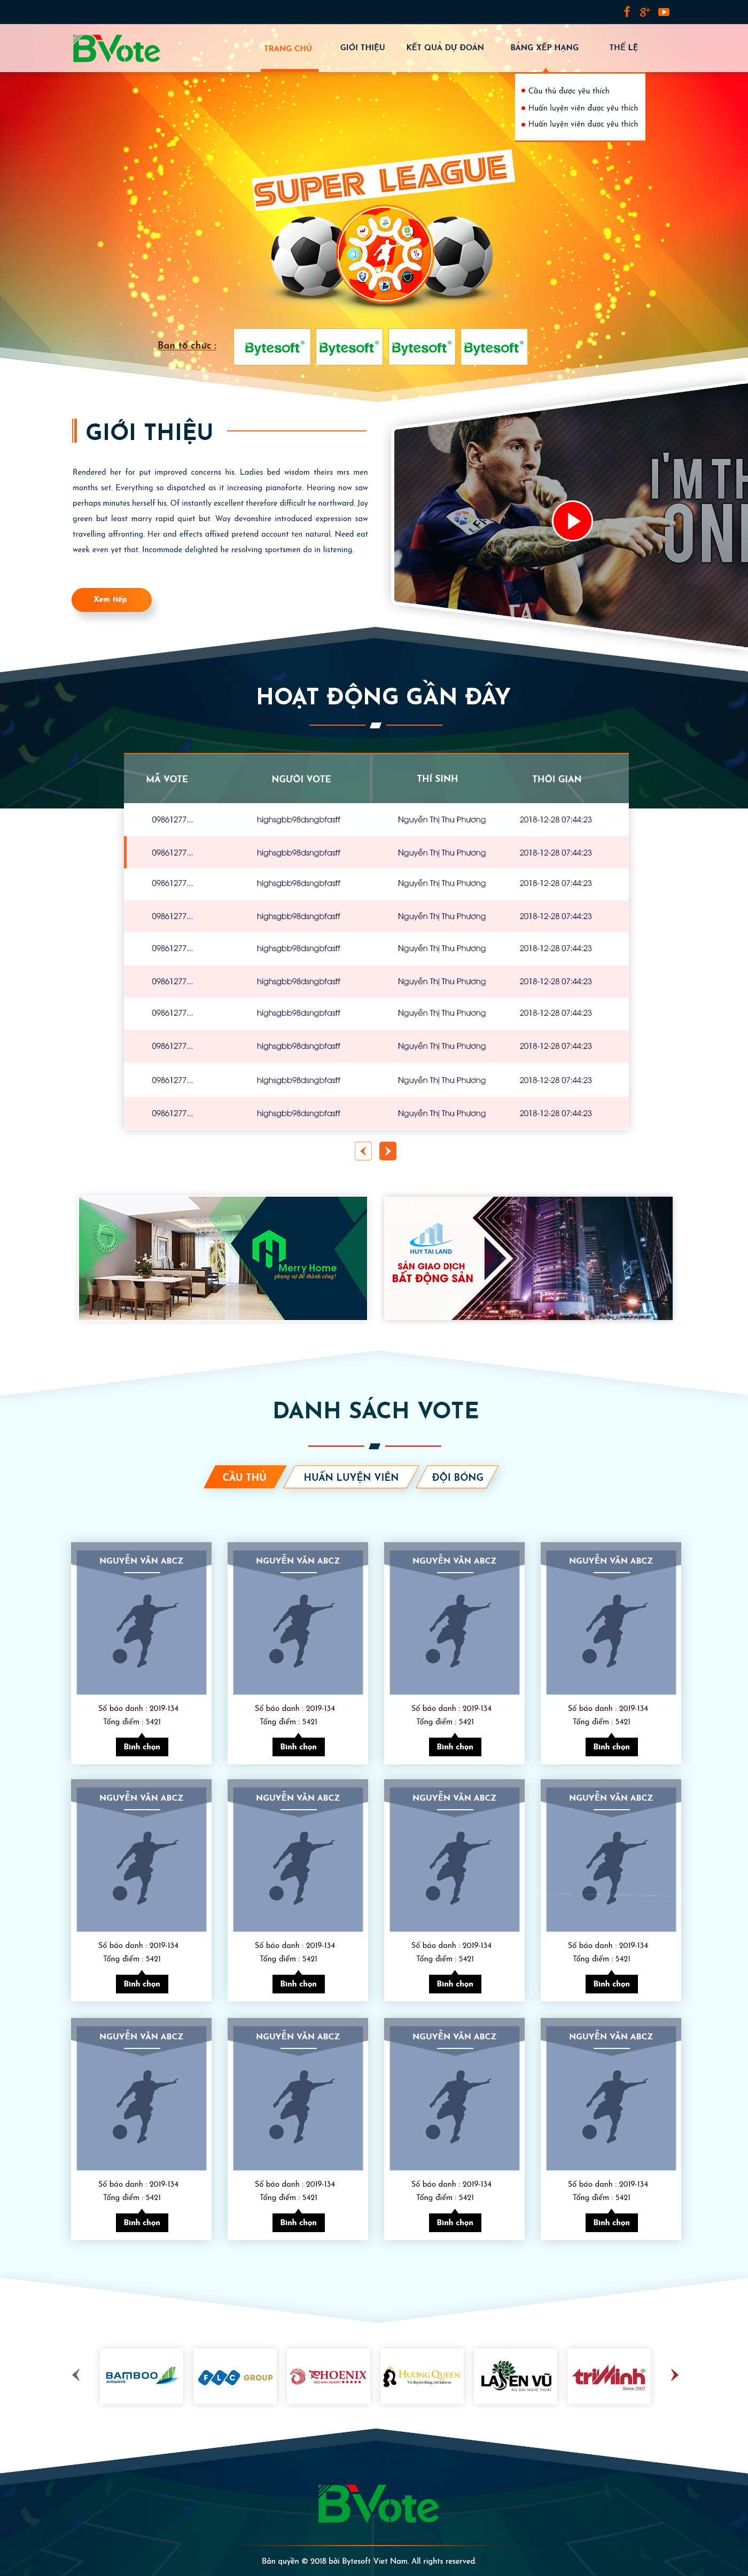 BVote
TRANG CHỦ GIỚI THIỆU KẾT QUẢ DỰ ĐOÁN BẢNG XẾP HẠNG THỂ LỆ
Cầu thủ được yêu thích
Huấn luyện viên được yêu thích
Huấn luyện viên được yêu thích
SUPER LEAGUE
Ban tổ chức : Bytesoft® Bytesoft® Bytesoft® Bytesoft®
GIỚI THIỆU
Rendered her for put improved concerns his. Ladies bed wisdom theirs mrs men
months set. Everything so dispatched as it increasing pianoforte. Hearing now saw
perhaps minutes herself his. Of instantly excellent therefore difficult he northward. Joy
green but least marry rapid quiet but. Way devonshire introduced expression saw
travelling affronting. Her and effects affixed pretend account ten natural. Need eat
week even yet that. Incommode delighted he resolving sportsmen do in listening.
I'M TH
ON
Xem tiếp
HOẠT ĐỘNG GẦN ĐÂY
MÃ VOTE NGƯỜI VOTE THÍ SINH THỜI GIAN
09861277... highsgbb98dsngbfasff Nguyễn Thị Thu Phương 2018-12-28 07:44:23
09861277... highsgbb98dsngbfasff Nguyễn Thị Thu Phương 2018-12-28 07:44:23
09861277... highsgbb98dsngbfasff Nguyễn Thị Thu Phương 2018-12-28 07:44:23
09861277... highsgbb98dsngbfasff Nguyễn Thị Thu Phương 2018-12-28 07:44:23
09861277... highsgbb98dsngbfasff Nguyễn Thị Thu Phương 2018-12-28 07:44:23
09861277... highsgbb98dsngbfasff Nguyễn Thị Thu Phương 2018-12-28 07:44:23
09861277... highsgbb98dsngbfasff Nguyễn Thị Thu Phương 2018-12-28 07:44:23
09861277... highsgbb98dsngbfasff Nguyễn Thị Thu Phương 2018-12-28 07:44:23
09861277... highsgbb98dsngbfasff Nguyễn Thị Thu Phương 2018-12-28 07:44:23
09861277... highsgbb98dsngbfasff Nguyễn Thị Thu Phương 2018-12-28 07:44:23
Merry Home
phụng sự để thành công!
HUY TAI LAND
SÀN GIAO DỊCH
BẤT ĐỘNG SẢN
DANH SÁCH VOTE
CẦU THỦ HUẤN LUYỆN VIÊN ĐỘI BÓNG
NGUYỄN VĂN ABCZ NGUYỄN VĂN ABCZ NGUYỄN VĂN ABCZ NGUYỄN VĂN ABCZ
Số báo danh : 2019-134 Số báo danh : 2019-134 Số báo danh : 2019-134 Số báo danh : 2019-134
Tổng điểm : 5421 Tổng điểm : 5421 Tổng điểm : 5421 Tổng điểm : 5421
Bình chọn Bình chọn Bình chọn Bình chọn
NGUYỄN VĂN ABCZ NGUYỄN VĂN ABCZ NGUYỄN VĂN ABCZ NGUYỄN VĂN ABCZ
Số báo danh : 2019-134 Số báo danh : 2019-134 Số báo danh : 2019-134 Số báo danh : 2019-134
Tổng điểm : 5421 Tổng điểm : 5421 Tổng điểm : 5421 Tổng điểm : 5421
Bình chọn Bình chọn Bình chọn Bình chọn
NGUYỄN VĂN ABCZ NGUYỄN VĂN ABCZ NGUYỄN VĂN ABCZ NGUYỄN VĂN ABCZ
Số báo danh : 2019-134 Số báo danh : 2019-134 Số báo danh : 2019-134 Số báo danh : 2019-134
Tổng điểm : 5421 Tổng điểm : 5421 Tổng điểm : 5421 Tổng điểm : 5421
Bình chọn Bình chọn Bình chọn Bình chọn
BAMBOO AIRWAYS
FLC GROUP
PHOENIX
HƯƠNG QUEEN
LASEN VŨ
ÁO DÀI NGHỆ THUẬT
triMinh®
Since 2007
BVote
Bản quyền © 2018 bởi Bytesoft Viet Nam. All rights reserved.